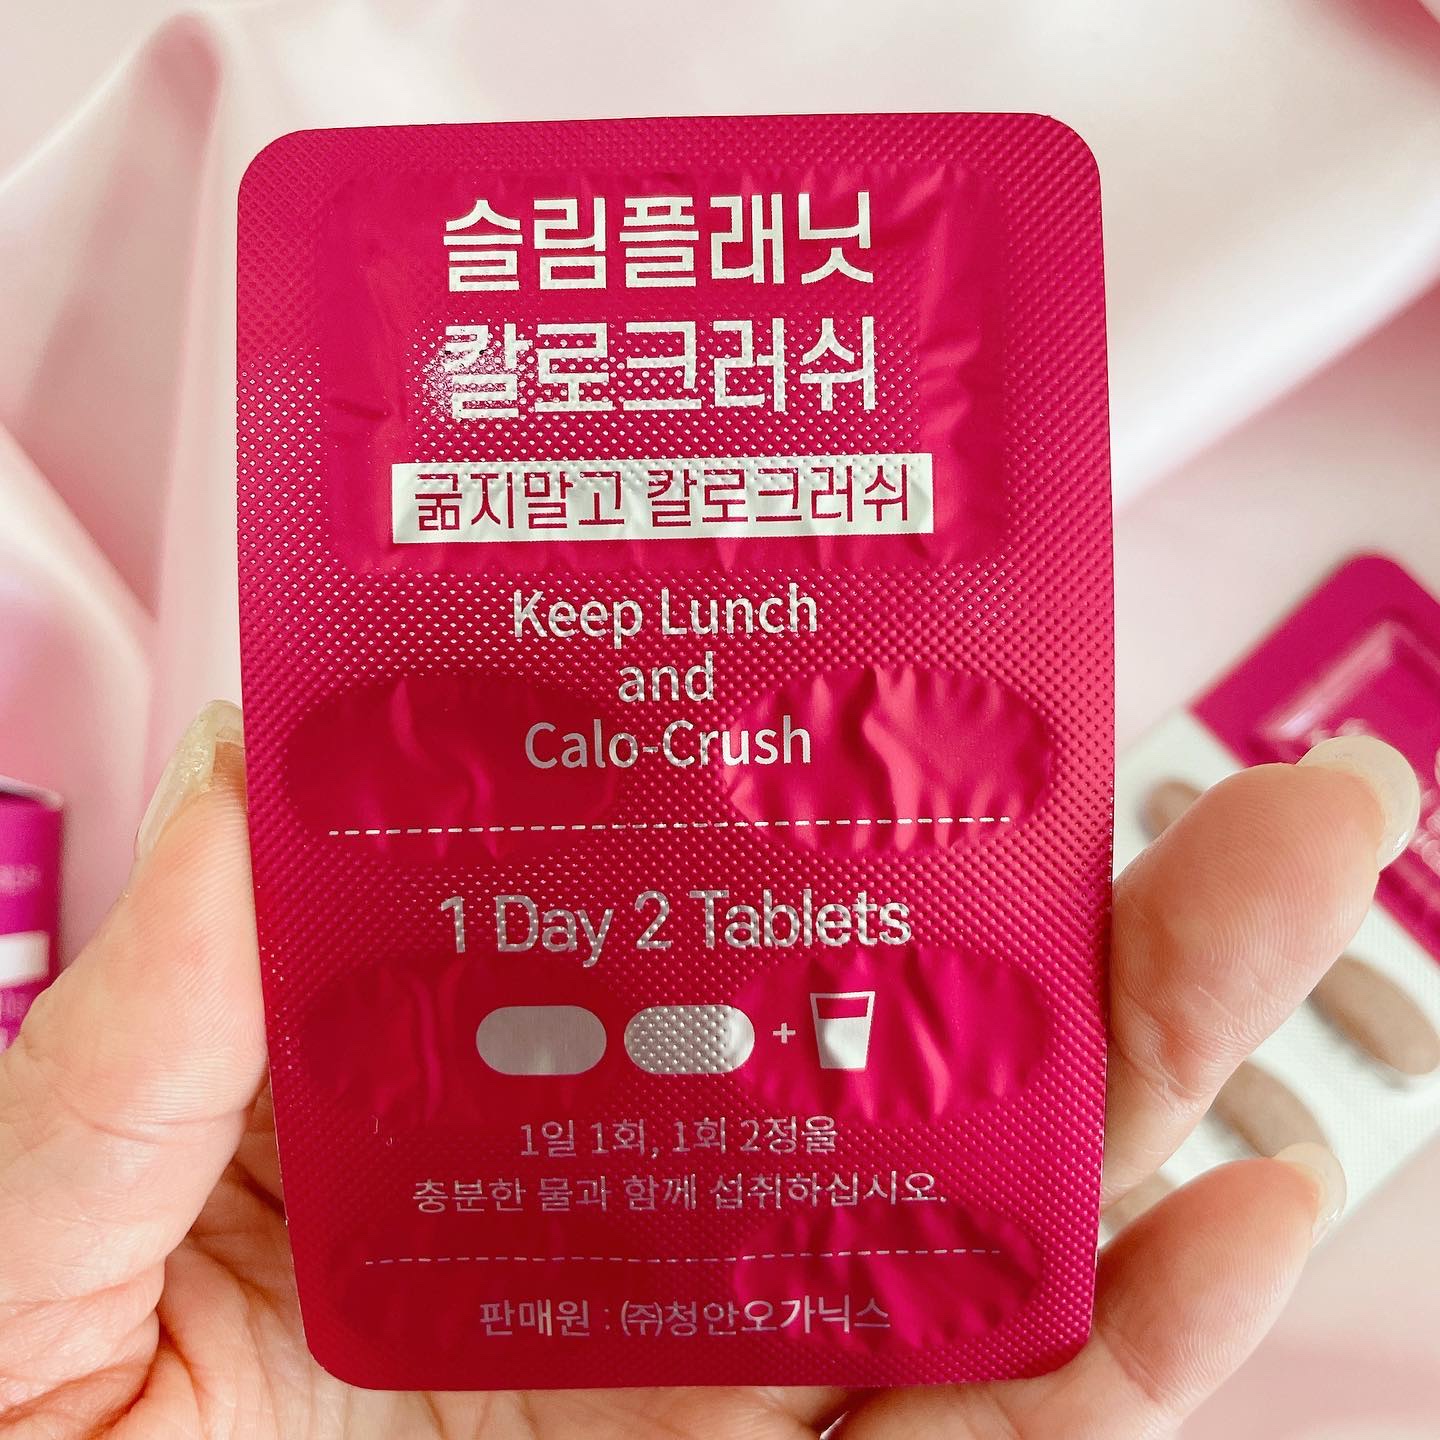 슬림플래닛
칼로크러쉬
굶지말고 칼로크러쉬
Keep Lunch
and
Calo-Crush
1 Day 2 Tablets
+
1일 1회, 1회 2정을
충분한 물과 함께 섭취하십시오.
판매원 : ㈜청안오가닉스